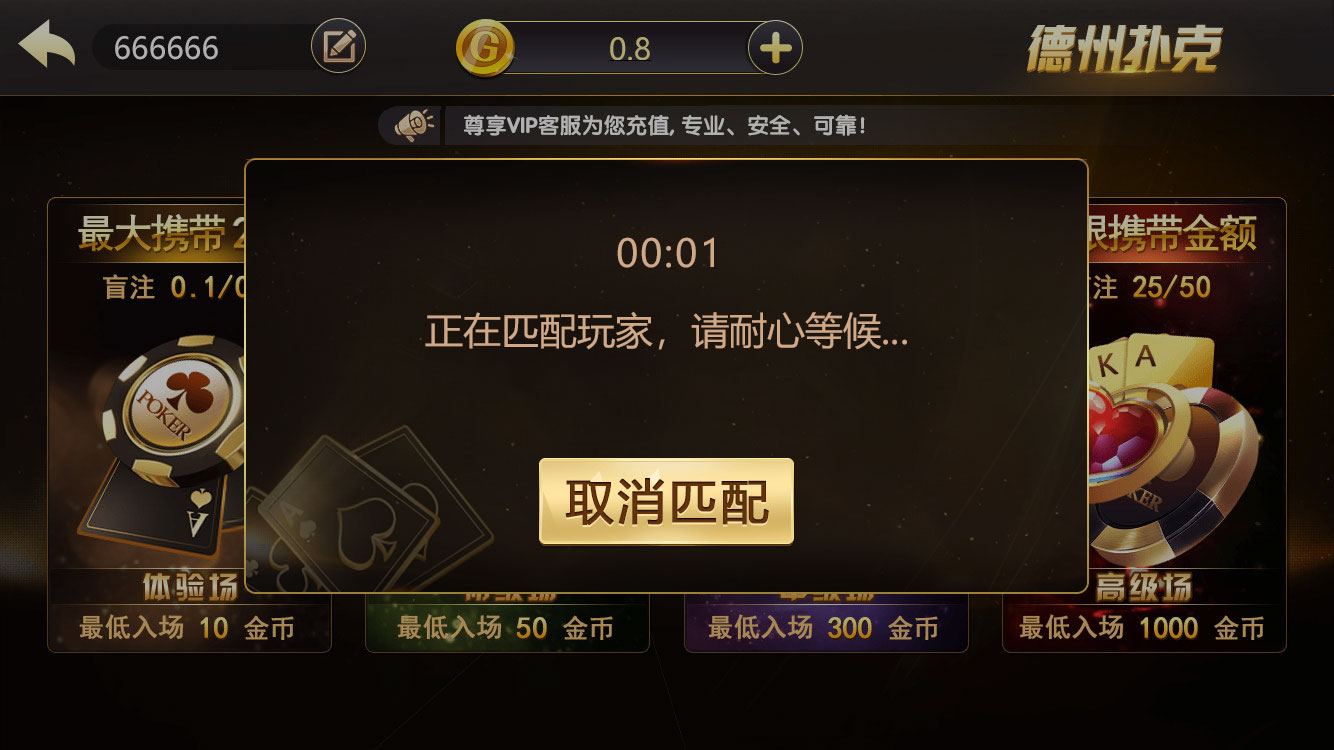 666666
G
0.8
德州扑克
尊享VIP客服为您充值, 专业、安全、可靠!
最大携带 2
限携带金额
盲注 0.1/0
注 25/50
00:01
正在匹配玩家，请耐心等候...
K A
POKER
A
取消匹配
体验场
高级场
最低入场 10 金币
最低入场 50 金币
最低入场 300 金币
最低入场 1000 金币